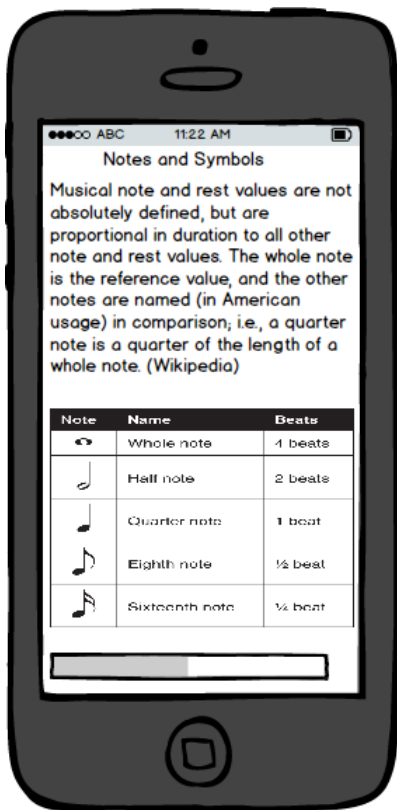 ABC 11:22 AM
Notes and Symbols
Musical note and rest values are not
absolutely defined, but are
proportional in duration to all other
note and rest values. The whole note
is the reference value, and the other
notes are named (in American
usage) in comparison; i.e., a quarter
note is a quarter of the length of a
whole note. (Wikipedia)
Note Name Beats
Whole note 4 beats
Half note 2 beats
Quarter note 1 beat
Eighth note ½ beat
Sixteenth note ¼ beat